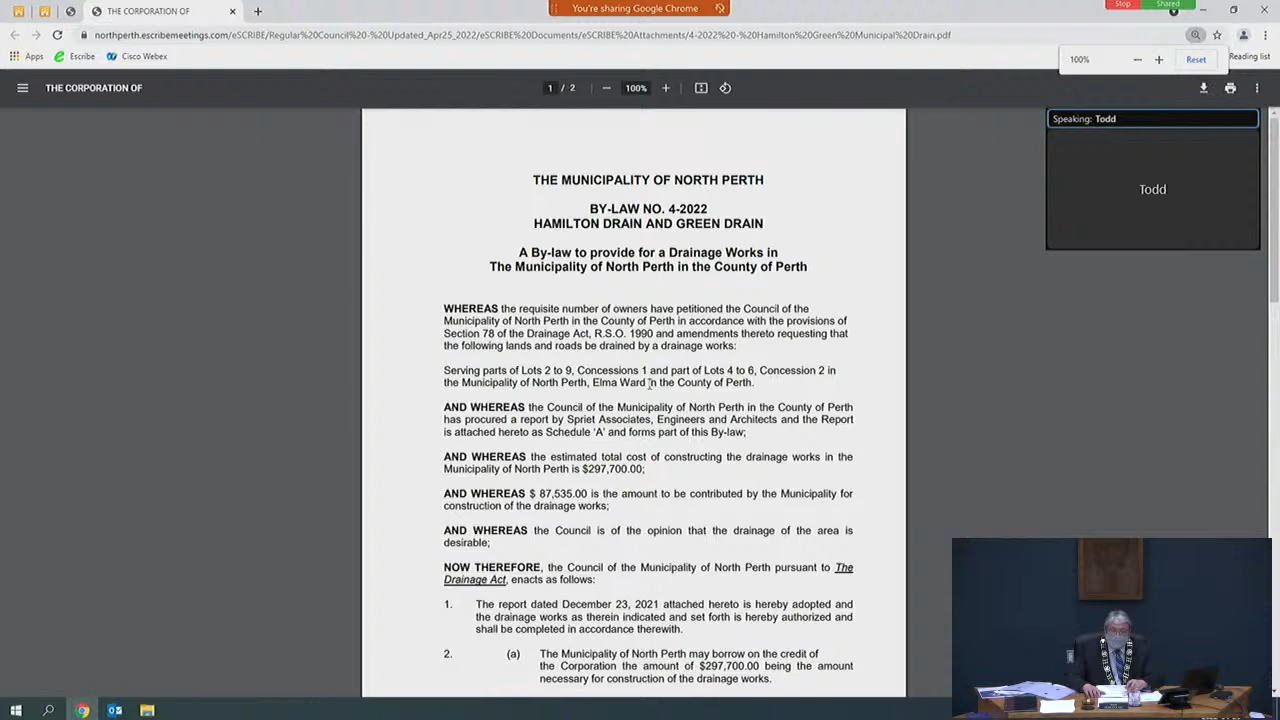 THE CORPORATION OF
You're sharing Google Chrome
Stop
Shared
northperth.escribemeetings.com/eSCRIBE/Regular%20Council%20-%20Updated_Apr25_2022/eSCRIBE%20Documents/eSCRIBE%20Attachments/4-2022%20-%20Hamilton%20Green%20Municipal%20Drain.pdf
Apps
Escribe
Cisco Webex
100%
Reset
Reading list
THE CORPORATION OF
1 / 2
100%
Speaking: Todd
Todd
THE MUNICIPALITY OF NORTH PERTH
BY-LAW NO. 4-2022
HAMILTON DRAIN AND GREEN DRAIN
A By-law to provide for a Drainage Works in
The Municipality of North Perth in the County of Perth
WHEREAS the requisite number of owners have petitioned the Council of the
Municipality of North Perth in the County of Perth in accordance with the provisions of
Section 78 of the Drainage Act, R.S.O. 1990 and amendments thereto requesting that
the following lands and roads be drained by a drainage works:
Serving parts of Lots 2 to 9, Concessions 1 and part of Lots 4 to 6, Concession 2 in
the Municipality of North Perth, Elma Ward in the County of Perth.
AND WHEREAS the Council of the Municipality of North Perth in the County of Perth
has procured a report by Spriet Associates, Engineers and Architects and the Report
is attached hereto as Schedule 'A' and forms part of this By-law;
AND WHEREAS the estimated total cost of constructing the drainage works in the
Municipality of North Perth is $297,700.00;
AND WHEREAS $ 87,535.00 is the amount to be contributed by the Municipality for
construction of the drainage works;
AND WHEREAS the Council is of the opinion that the drainage of the area is
desirable;
NOW THEREFORE, the Council of the Municipality of North Perth pursuant to The
Drainage Act, enacts as follows:
1. The report dated December 23, 2021 attached hereto is hereby adopted and
the drainage works as therein indicated and set forth is hereby authorized and
shall be completed in accordance therewith.
2. (a) The Municipality of North Perth may borrow on the credit of
the Corporation the amount of $297,700.00 being the amount
necessary for construction of the drainage works.